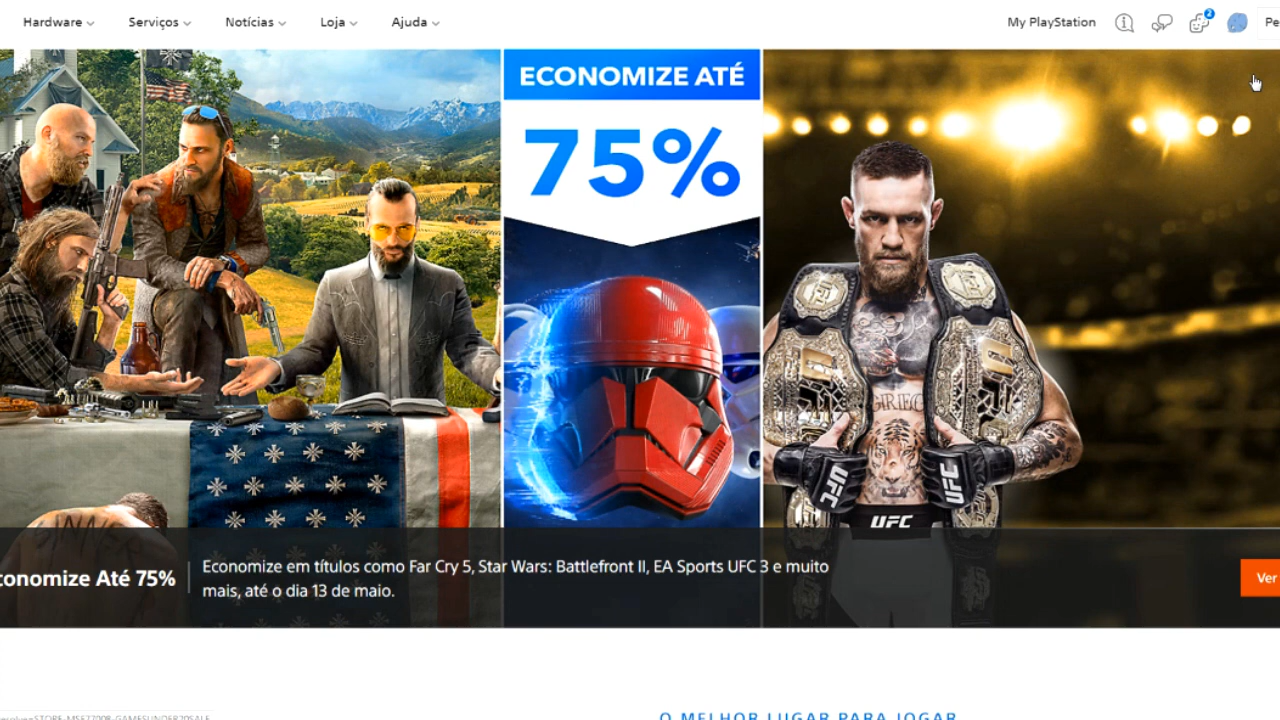 Hardware
Serviços
Notícias
Loja
Ajuda
My PlayStation
2
Pe
ECONOMIZE ATÉ
75%
UFC
UFC
UFC
conomize Até 75%
Economize em títulos como Far Cry 5, Star Wars: Battlefront II, EA Sports UFC 3 e muito
mais, até o dia 13 de maio.
Ver
O MELHOR LUGAR PARA JOGAR